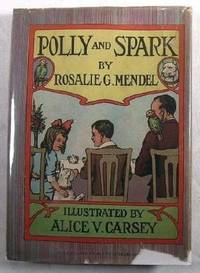 POLLY AND SPARK
BY
ROSALIE G. MENDEL
ILLUSTRATED BY
ALICE V. CARSEY